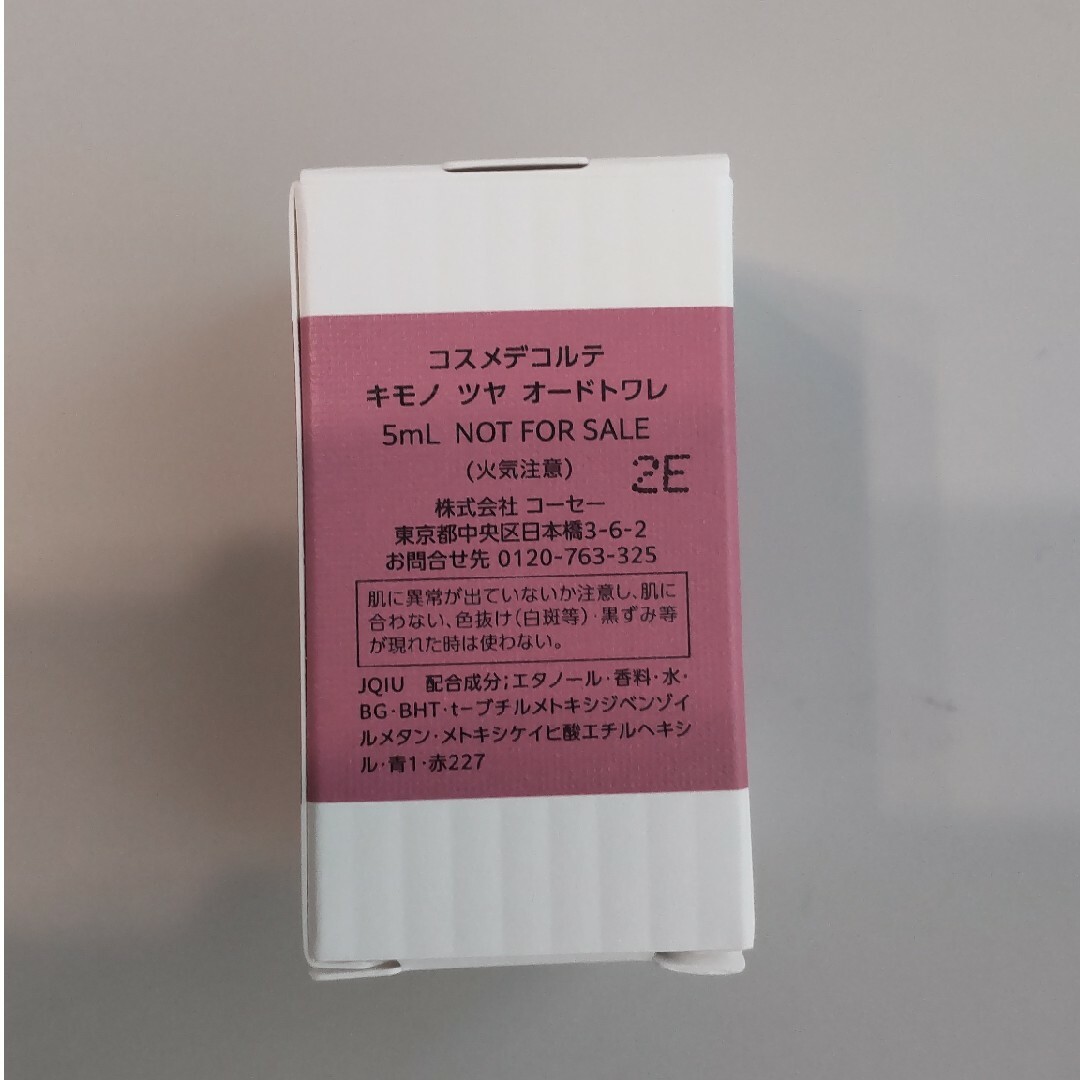 コスメデコルテ
キモノ ツヤ オードトワレ
5mL NOT FOR SALE
(火気注意)
2E
株式会社 コーセー
東京都中央区日本橋3-6-2
お問合せ先 0120-763-325
肌に異常が出ていないか注意し、肌に
合わない、色抜け(白斑等)・黒ずみ等
が現れた時は使わない。
JQIU 配合成分;エタノール・香料・水・
BG・BHT・t-ブチルメトキシジベンゾイ
ルメタン・メトキシケイヒ酸エチルヘキシ
ル・青1・赤227